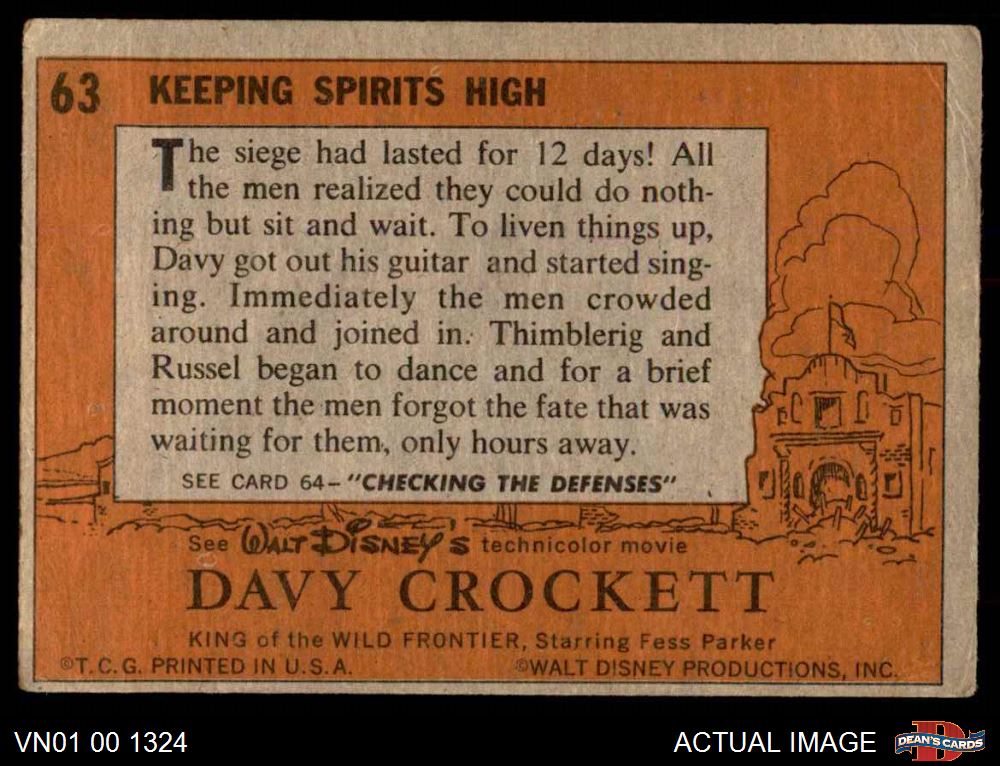 63 KEEPING SPIRITS HIGH
The siege had lasted for 12 days! All
the men realized they could do noth-
ing but sit and wait. To liven things up,
Davy got out his guitar and started sing-
ing. Immediately the men crowded
around and joined in. Thimblerig and
Russel began to dance and for a brief
moment the men forgot the fate that was
waiting for them, only hours away.
SEE CARD 64-"CHECKING THE DEFENSES"
See WALT DISNEY'S technicolor movie
DAVY CROCKETT
KING of the WILD FRONTIER, Starring Fess Parker
©T.C.G. PRINTED IN U.S.A. ©WALT DISNEY PRODUCTIONS, INC.
VN01 00 1324 ACTUAL IMAGE DEAN'S CARDS